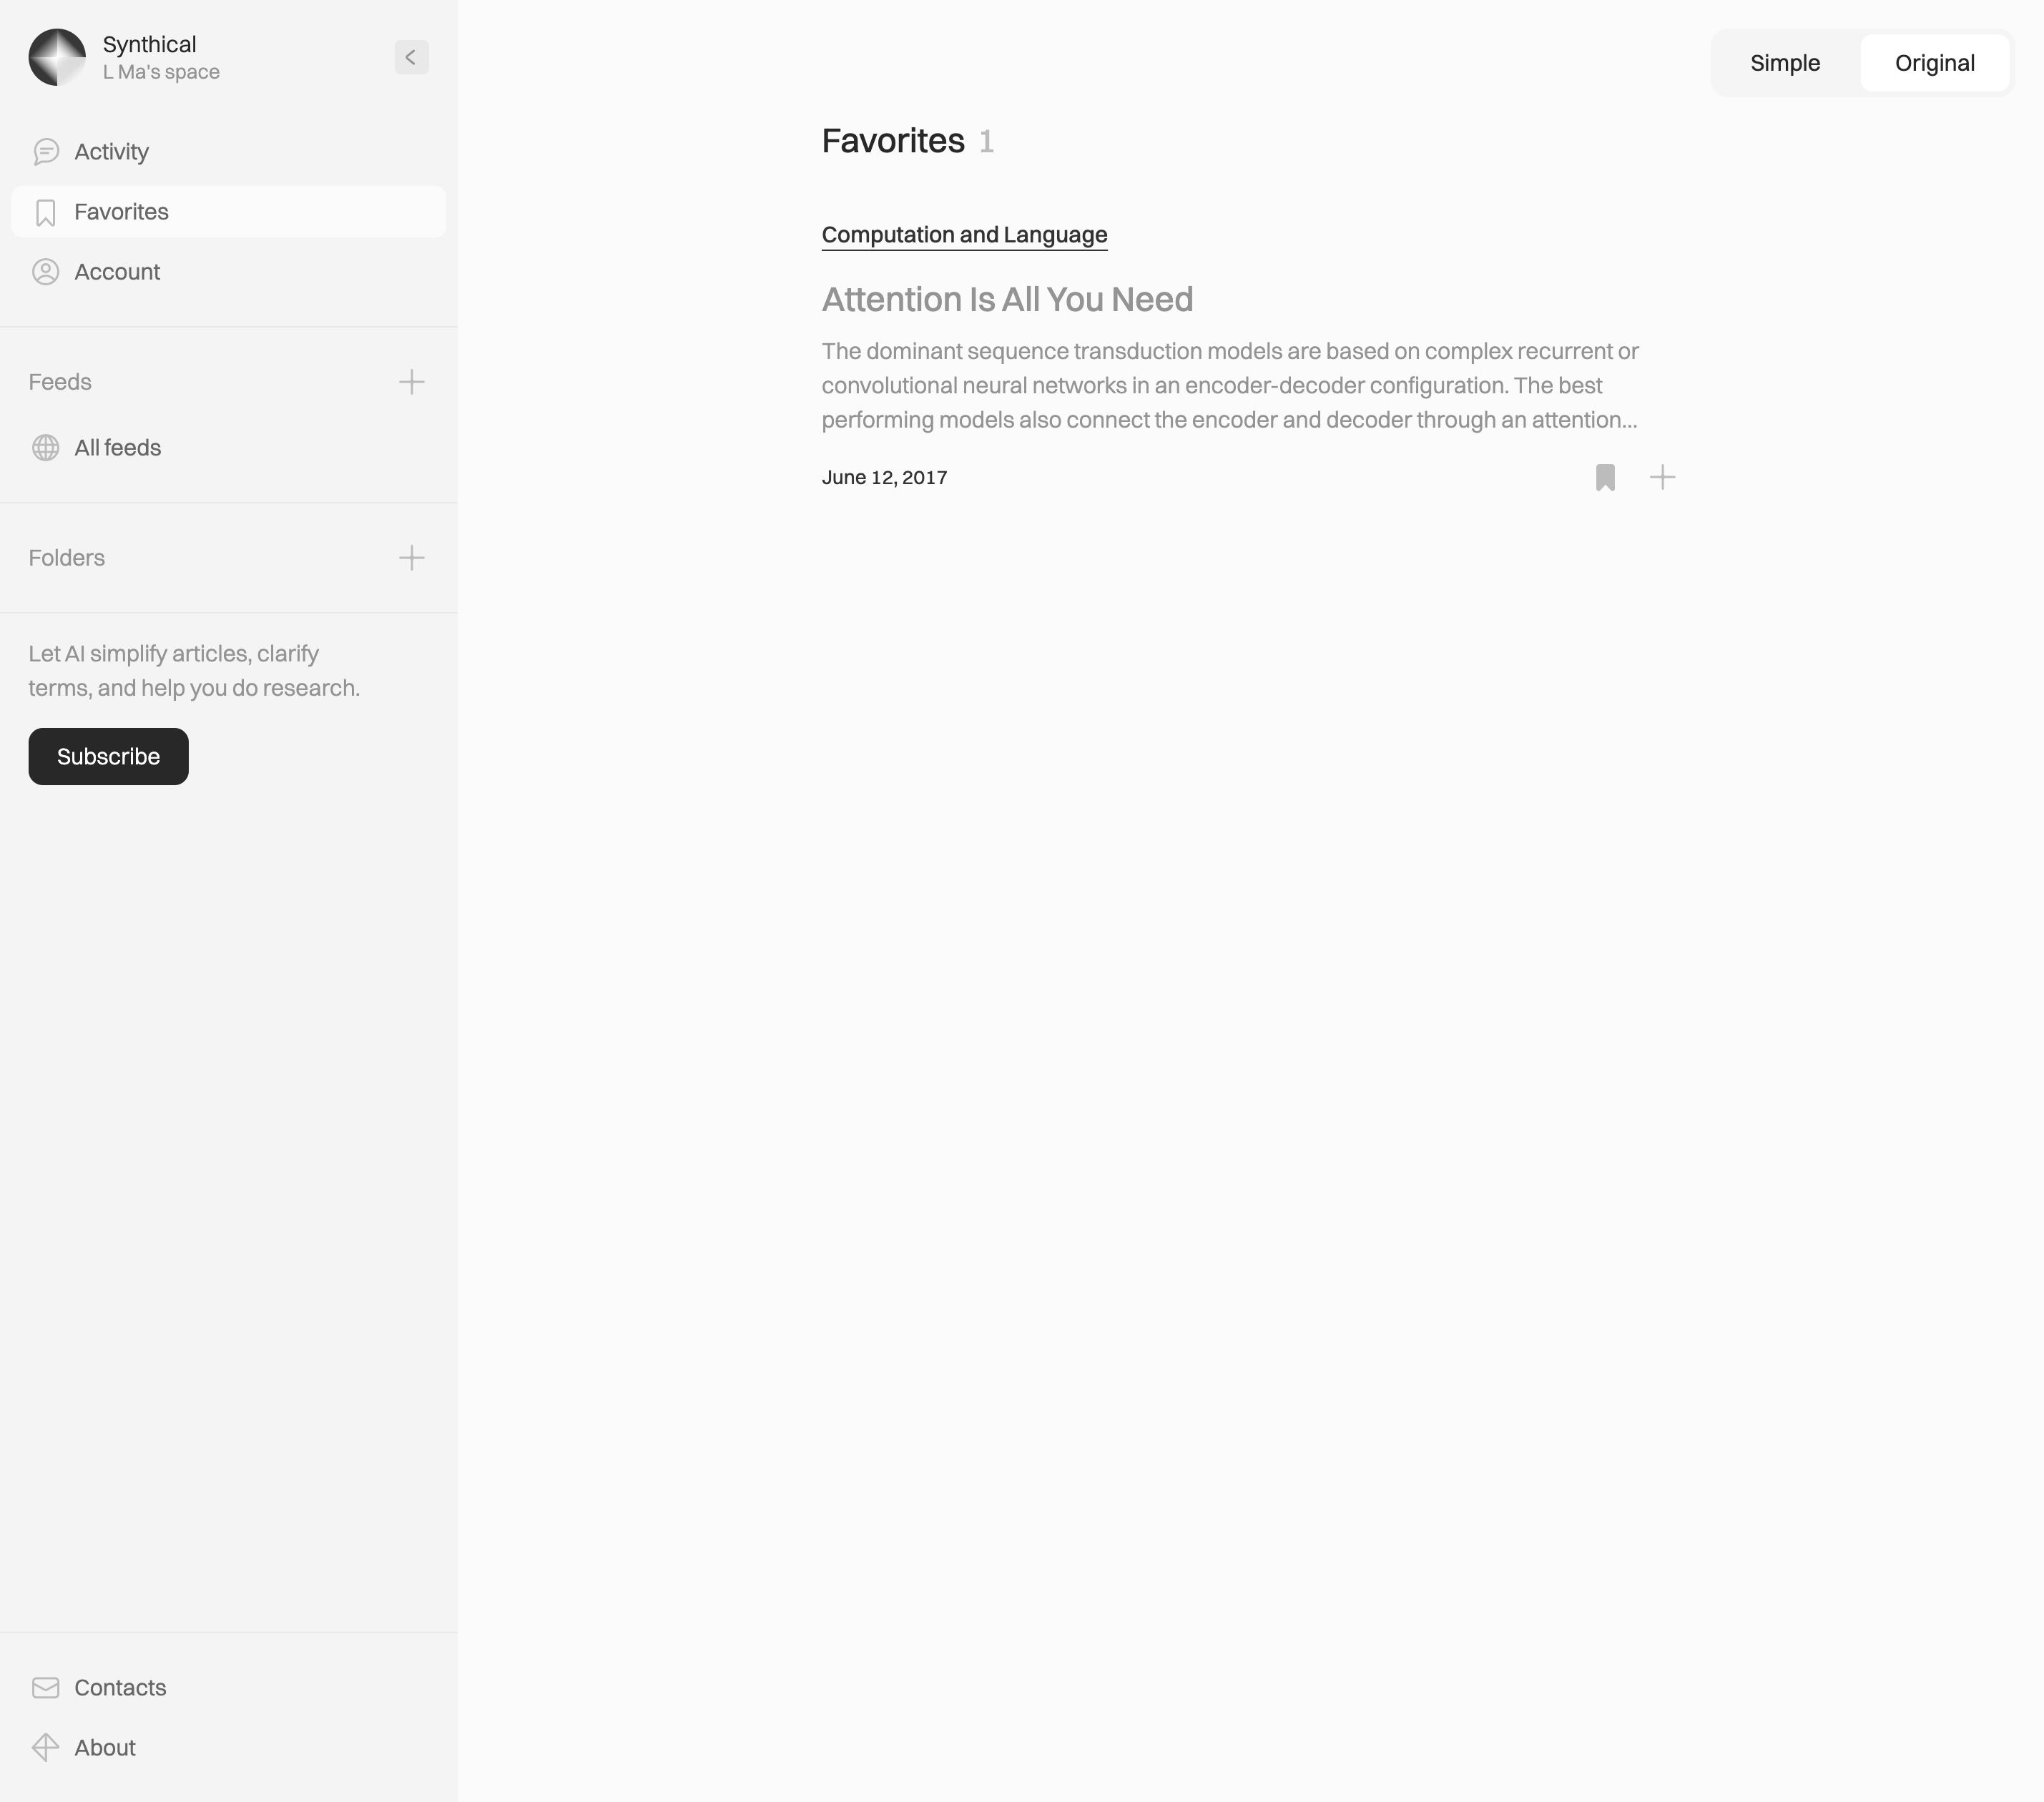 Synthical
L Ma's space
Activity
Favorites
Account
Feeds
All feeds
Folders
Let AI simplify articles, clarify
terms, and help you do research.
Subscribe
Contacts
About
Simple
Original
Favorites 1
Computation and Language
Attention Is All You Need
The dominant sequence transduction models are based on complex recurrent or
convolutional neural networks in an encoder-decoder configuration. The best
performing models also connect the encoder and decoder through an attention...
June 12, 2017